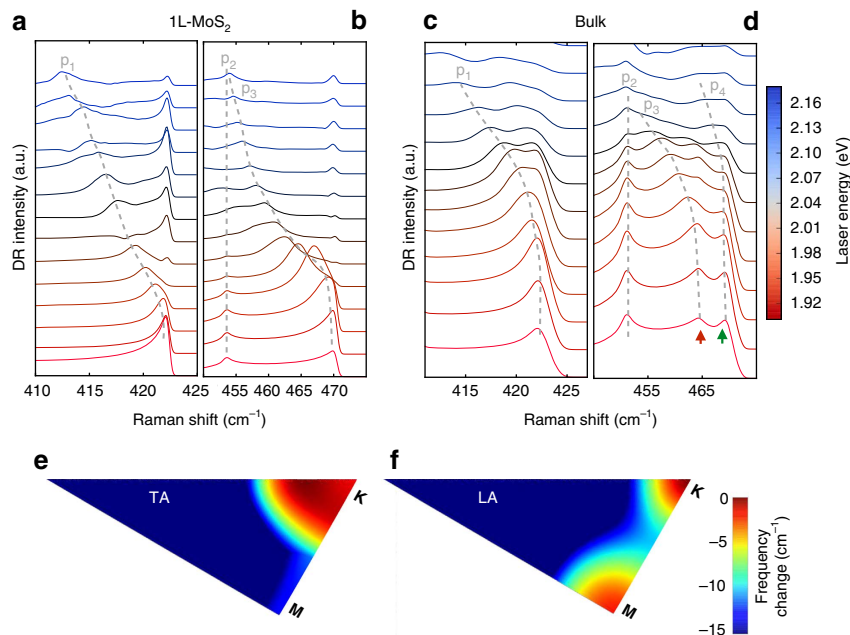 a 1L-MoS₂ b
c Bulk d
p₁
p₂
p₃
p₁
p₂
p₃
p₄
DR intensity (a.u.)
DR intensity (a.u.)
410 415 420 425
455 460 465 470
415 420 425
455 465
Raman shift (cm⁻¹)
Raman shift (cm⁻¹)
2.16
2.13
2.10
2.07
2.04
2.01
1.98
1.95
1.92
Laser energy (eV)
e
TA
K
M
f
LA
K
M
0
−5
−10
−15
Frequency
change (cm⁻¹)